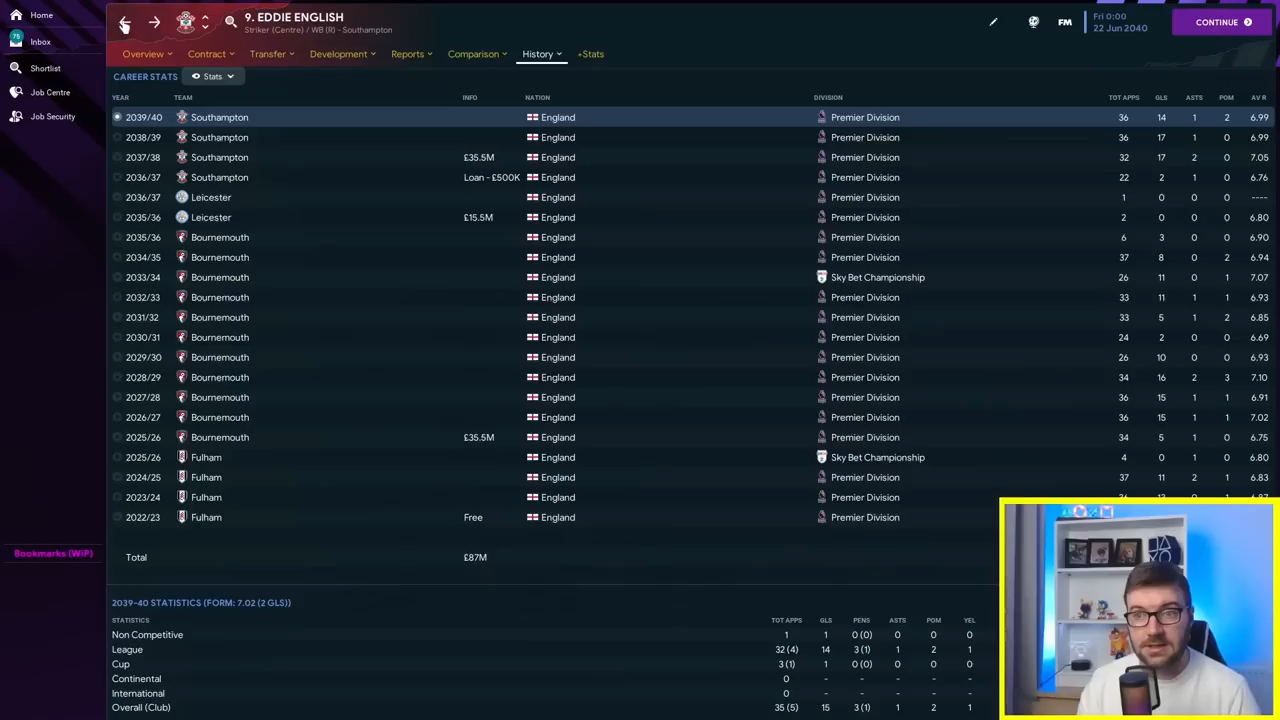 Home
75
Inbox
Shortlist
Job Centre
Job Security
Bookmarks (WiP)
9. EDDIE ENGLISH
Striker (Centre) / WB (R) - Southampton
FM
Fri 0:00
22 Jun 2040
CONTINUE
Overview Contract Transfer Development Reports Comparison History +Stats
CAREER STATS Stats
YEAR TEAM INFO NATION DIVISION TOT APPS GLS ASTS POM AV R
2039/40 Southampton England Premier Division 36 14 1 2 6.99
2038/39 Southampton England Premier Division 36 17 1 0 6.99
2037/38 Southampton £35.5M England Premier Division 32 17 2 0 7.05
2036/37 Southampton Loan - £500K England Premier Division 22 2 1 0 6.76
2036/37 Leicester England Premier Division 1 0 0 0 ----
2035/36 Leicester £15.5M England Premier Division 2 0 0 0 6.80
2035/36 Bournemouth England Premier Division 6 3 0 0 6.90
2034/35 Bournemouth England Premier Division 37 8 0 2 6.94
2033/34 Bournemouth England Sky Bet Championship 26 11 0 1 7.07
2032/33 Bournemouth England Premier Division 33 11 1 1 6.93
2031/32 Bournemouth England Premier Division 33 5 1 2 6.85
2030/31 Bournemouth England Premier Division 24 2 0 0 6.69
2029/30 Bournemouth England Premier Division 26 10 0 0 6.93
2028/29 Bournemouth England Premier Division 34 16 2 3 7.10
2027/28 Bournemouth England Premier Division 36 15 1 1 6.91
2026/27 Bournemouth England Premier Division 36 15 1 1 7.02
2025/26 Bournemouth £35.5M England Premier Division 34 5 1 0 6.75
2025/26 Fulham England Sky Bet Championship 4 0 1 0 6.80
2024/25 Fulham England Premier Division 37 11 2 1 6.83
2023/24 Fulham England Premier Division
2022/23 Fulham Free England Premier Division
Total £87M
2039-40 STATISTICS (FORM: 7.02 (2 GLS))
STATISTICS TOT APPS GLS PENS ASTS POM YEL
Non Competitive 1 1 0 (0) 0 0 0
League 32 (4) 14 3 (1) 1 2 1
Cup 3 (1) 1 0 (0) 0 0 0
Continental 0 - - - - -
International 0 - - - - -
Overall (Club) 35 (5) 15 3 (1) 1 2 1